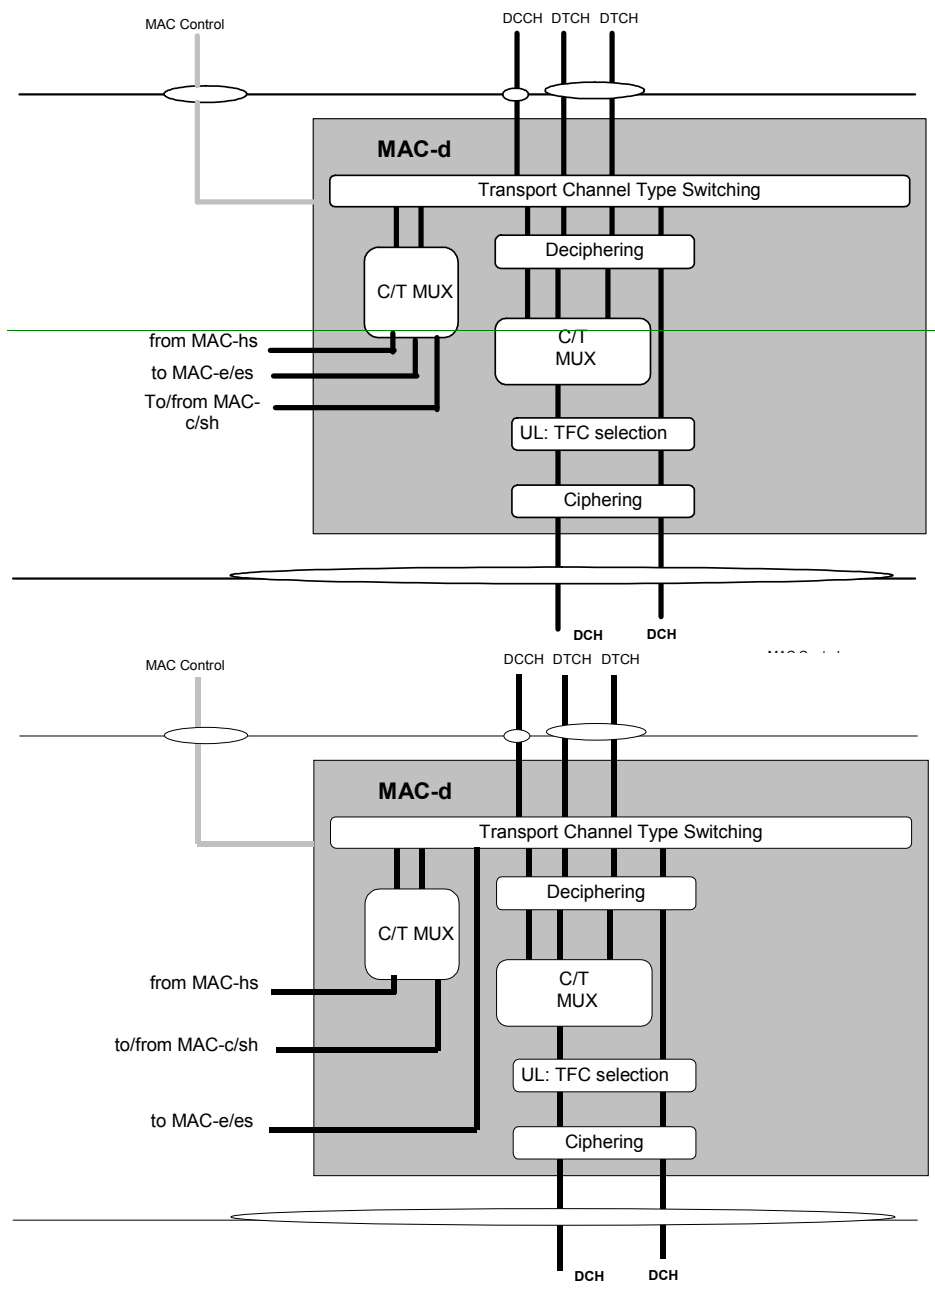 MAC Control
DCCH DTCH DTCH
MAC-d
Transport Channel Type Switching
Deciphering
C/T MUX
C/T
MUX
from MAC-hs
to MAC-e/es
To/from MAC-
c/sh
UL: TFC selection
Ciphering
DCH
DCH
MAC Control
DCCH DTCH DTCH
MAC-d
Transport Channel Type Switching
Deciphering
C/T MUX
C/T
MUX
from MAC-hs
to/from MAC-c/sh
UL: TFC selection
to MAC-e/es
Ciphering
DCH
DCH